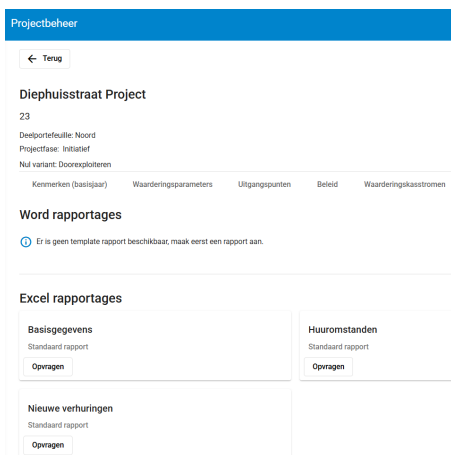 Projectbeheer
Terug
Diephuisstraat Project
23
Deelportefeuille: Noord
Projectfase: Initiatief
Nul variant: Doorexploiteren
Kenmerken (basisjaar) Waarderingsparameters Uitgangspunten Beleid Waarderingskasstromen
Word rapportages
Er is geen template rapport beschikbaar, maak eerst een rapport aan.
Excel rapportages
Basisgegevens Huuromstanden
Standaard rapport Standaard rapport
Opvragen Opvragen
Nieuwe verhuringen
Standaard rapport
Opvragen